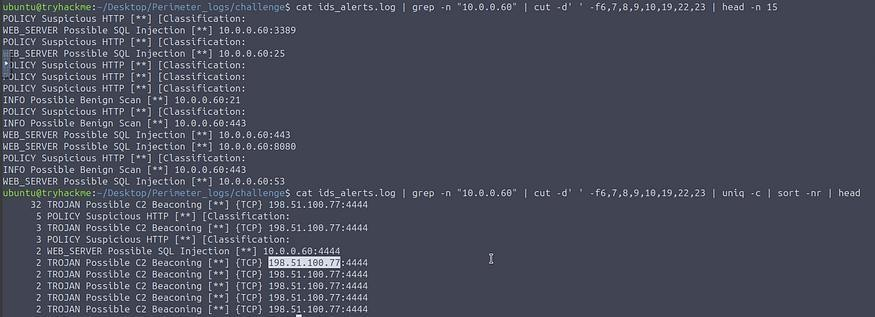 ubuntu@tryhackme:~/Desktop/Perimeter_logs/challenge$ cat ids_alerts.log | grep -n "10.0.0.60" | cut -d' ' -f6,7,8,9,10,19,22,23 | head -n 15
POLICY Suspicious HTTP [**] [Classification:
WEB_SERVER Possible SQL Injection [**] 10.0.0.60:3389
POLICY Suspicious HTTP [**] [Classification:
EB_SERVER Possible SQL Injection [**] 10.0.0.60:25
OLICY Suspicious HTTP [**] [Classification:
POLICY Suspicious HTTP [**] [Classification:
POLICY Suspicious HTTP [**] [Classification:
INFO Possible Benign Scan [**] 10.0.0.60:21
POLICY Suspicious HTTP [**] [Classification:
INFO Possible Benign Scan [**] 10.0.0.60:443
WEB_SERVER Possible SQL Injection [**] 10.0.0.60:443
WEB_SERVER Possible SQL Injection [**] 10.0.0.60:8080
POLICY Suspicious HTTP [**] [Classification:
INFO Possible Benign Scan [**] 10.0.0.60:443
WEB_SERVER Possible SQL Injection [**] 10.0.0.60:53
ubuntu@tryhackme:~/Desktop/Perimeter_logs/challenge$ cat ids_alerts.log | grep -n "10.0.0.60" | cut -d' ' -f6,7,8,9,10,19,22,23 | uniq -c | sort -nr | head
32 TROJAN Possible C2 Beaconing [**] {TCP} 198.51.100.77:4444
5 POLICY Suspicious HTTP [**] [Classification:
3 TROJAN Possible C2 Beaconing [**] {TCP} 198.51.100.77:4444
3 POLICY Suspicious HTTP [**] [Classification:
2 WEB_SERVER Possible SQL Injection [**] 10.0.0.60:4444
2 TROJAN Possible C2 Beaconing [**] {TCP} 198.51.100.77:4444
2 TROJAN Possible C2 Beaconing [**] {TCP} 198.51.100.77:4444
2 TROJAN Possible C2 Beaconing [**] {TCP} 198.51.100.77:4444
2 TROJAN Possible C2 Beaconing [**] {TCP} 198.51.100.77:4444
2 TROJAN Possible C2 Beaconing [**] {TCP} 198.51.100.77:4444